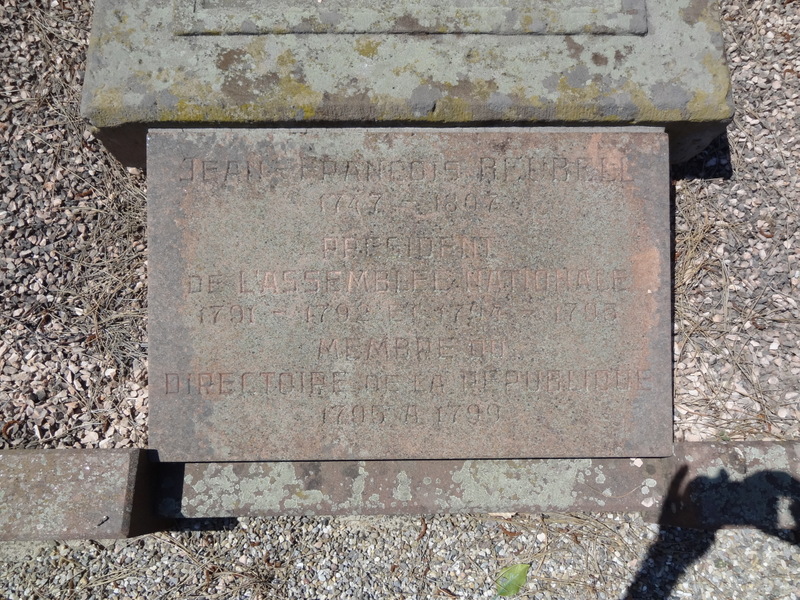 JEAN-FRANCOIS REUBELL
1747 - 1807
PRESIDENT
DE L'ASSEMBLEE NATIONALE
1791 - 1792 ET 1794 - 1795
MEMBRE DU
DIRECTOIRE DE LA REPUBLIQUE
1795 A 1799